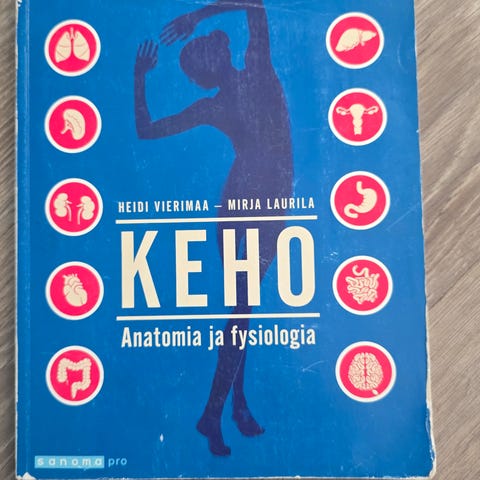 HEIDI VIERIMAA – MIRJA LAURILA
KEHO
Anatomia ja fysiologia
sanoma pro